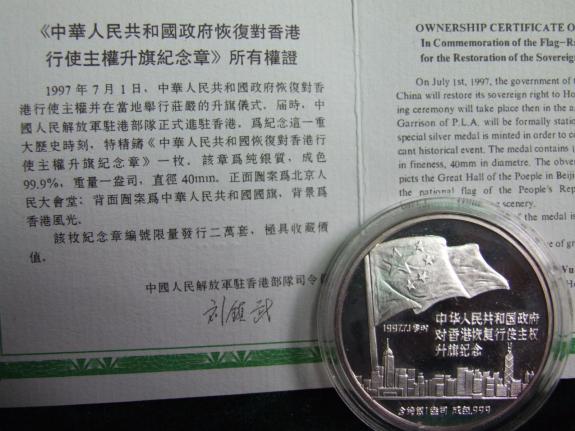 《中華人民共和國政府恢復對香港
行使主權升旗紀念章》所有權證
1997年7月1日，中華人民共和國政府恢復對香
港行使主權并在當地舉行莊嚴的升旗儀式。屆時，中
國人民解放軍駐港部隊正式進駐香港。爲紀念這一重
大歷史時刻，特精鑄《中華人民共和國政府恢復對香港行
使主權升旗紀念章》一枚。該章爲純銀質，成色
99.9%，重量一盎司，直徑40mm。正面圖案爲北京人
民大會堂；背面圖案爲中華人民共和國國旗，背景爲
香港風光。
該枚紀念章編號限量發行二萬套，極具收藏價
值。
中國人民解放軍駐香港部隊司令
劉鎮武
OWNERSHIP CERTIFICATE O
In Commemoration of the Flag-R
for the Restoration of the Sovereig
On July 1st, 1997, the government of
China will restore its sovereign right to Ho
ing ceremony will take place then in the a
Garrison of P.L.A. will be formally stati
special silver medal is minted in order to c
cant historical event. The medal contains
in fineness, 40mm in diametre. The obver
picts the Great Hall of the Poeple in Beiji
the national flag of the People's Rep
scenery.
of the medal is
e of gre
Wu
1997.7.1 零时
中华人民共和国政府
对香港恢复行使主权
升旗纪念
含纯银1盎司 成色.999